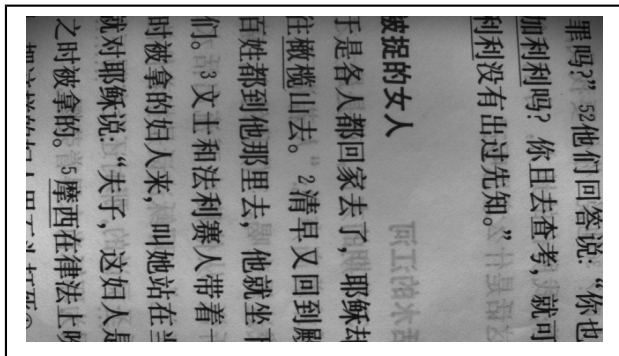 罪吗?” 52他们回答说:“你也
加利利吗? 你且去查考,就可
利利没有出过先知。”
被捉的女人
于是各人都回家去了,耶稣却
往橄榄山去。2清早又回到殿
百姓都到他那里去,他就坐下
们。3文士和法利赛人带着
时被拿的妇人来,叫她站在当
就对耶稣说:“夫子,这妇人是
之时被拿的。5摩西在律法上吩